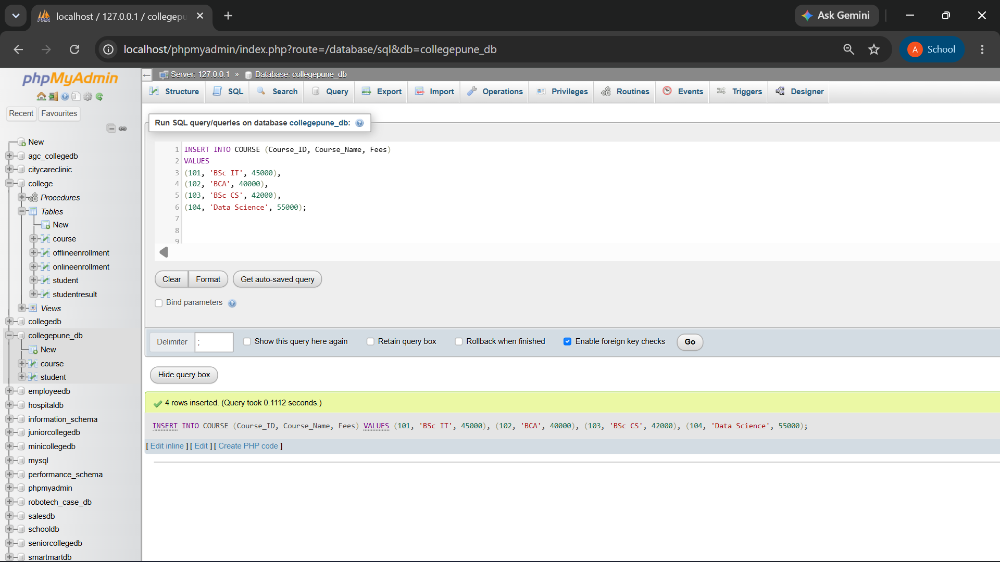 localhost / 127.0.0.1 / collegepu
Ask Gemini
localhost/phpmyadmin/index.php?route=/database/sql&db=collegepune_db
A School
phpMyAdmin
Recent Favourites
New
agc_collegedb
citycareclinic
college
Procedures
Tables
New
course
offlineenrollment
onlineenrollment
student
studentresult
Views
collegedb
collegepune_db
New
course
student
employeedb
hospitaldb
information_schema
juniorcollegedb
minicollegedb
mysql
performance_schema
phpmyadmin
robotech_case_db
salesdb
schooldb
seniorcollegedb
smartmartdb
Server: 127.0.0.1 » Database: collegepune_db
Structure SQL Search Query Export Import Operations Privileges Routines Events Triggers Designer
Run SQL query/queries on database collegepune_db:
1 INSERT INTO COURSE (Course_ID, Course_Name, Fees)
2 VALUES
3 (101, 'BSc IT', 45000),
4 (102, 'BCA', 40000),
5 (103, 'BSc CS', 42000),
6 (104, 'Data Science', 55000);
7
8
9
Clear Format Get auto-saved query
Bind parameters
Delimiter ; Show this query here again Retain query box Rollback when finished Enable foreign key checks Go
Hide query box
4 rows inserted. (Query took 0.1112 seconds.)
INSERT INTO COURSE (Course_ID, Course_Name, Fees) VALUES (101, 'BSc IT', 45000), (102, 'BCA', 40000), (103, 'BSc CS', 42000), (104, 'Data Science', 55000);
[ Edit inline ] [ Edit ] [ Create PHP code ]